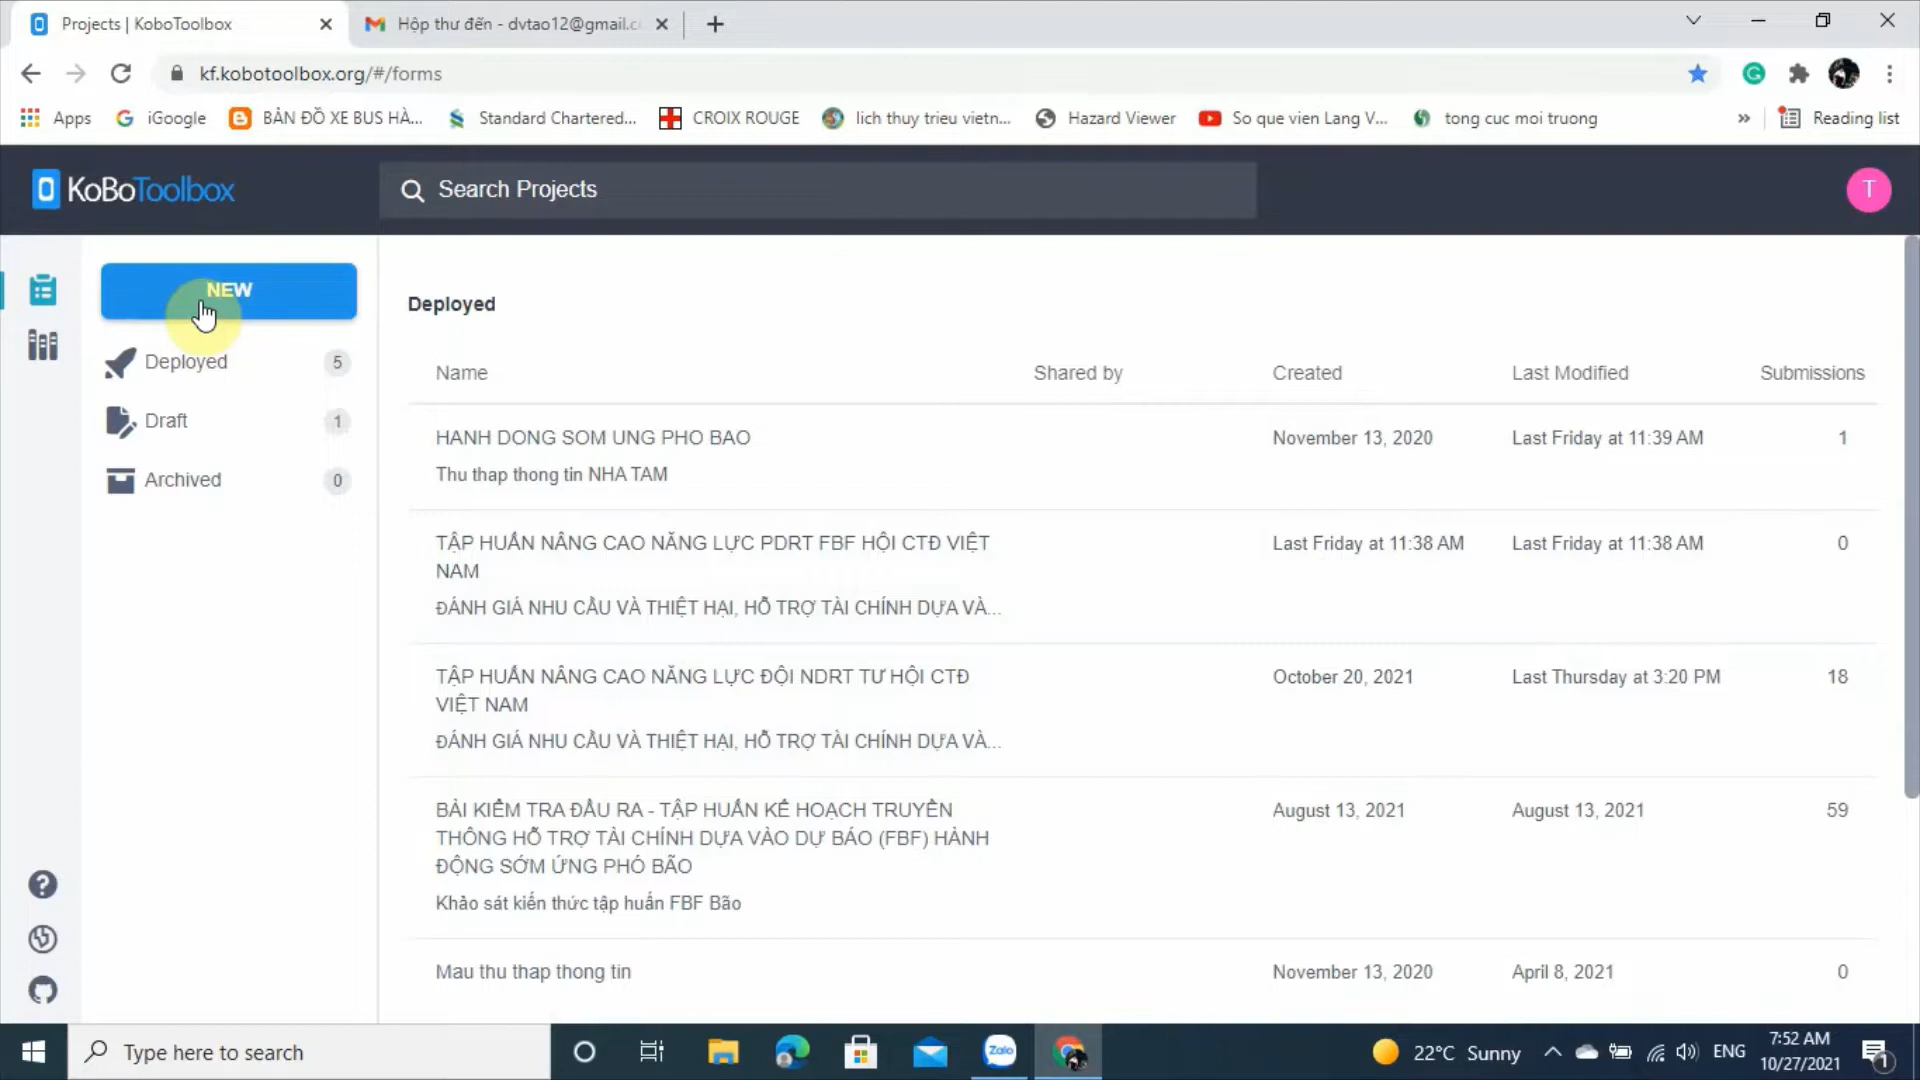 Projects | KoboToolbox
Hộp thư đến - dvtao12@gmail.c
kf.kobotoolbox.org/#/forms
Apps
iGoogle
BẢN ĐỒ XE BUS HÀ...
Standard Chartered...
CROIX ROUGE
lich thuy trieu vietn...
Hazard Viewer
So que vien Lang V...
tong cuc moi truong
»
Reading list
KoBoToolbox
Search Projects
T
NEW
Deployed 5
Draft 1
Archived 0
Deployed
Name Shared by Created Last Modified Submissions
HANH DONG SOM UNG PHO BAO November 13, 2020 Last Friday at 11:39 AM 1
Thu thap thong tin NHA TAM
TẬP HUẤN NÂNG CAO NĂNG LỰC PDRT FBF HỘI CTĐ VIỆT Last Friday at 11:38 AM Last Friday at 11:38 AM 0
NAM
ĐÁNH GIÁ NHU CẦU VÀ THIỆT HẠI, HỖ TRỢ TÀI CHÍNH DỰA VÀ...
TẬP HUẤN NÂNG CAO NĂNG LỰC ĐỘI NDRT TƯ HỘI CTĐ October 20, 2021 Last Thursday at 3:20 PM 18
VIỆT NAM
ĐÁNH GIÁ NHU CẦU VÀ THIỆT HẠI, HỖ TRỢ TÀI CHÍNH DỰA VÀ...
BÀI KIỂM TRA ĐẦU RA - TẬP HUẤN KẾ HOẠCH TRUYỀN August 13, 2021 August 13, 2021 59
THÔNG HỖ TRỢ TÀI CHÍNH DỰA VÀO DỰ BÁO (FBF) HÀNH
ĐỘNG SỚM ỨNG PHÓ BÃO
Khảo sát kiến thức tập huấn FBF Bão
Mau thu thap thong tin November 13, 2020 April 8, 2021 0
Type here to search
Zalo
22°C Sunny
ENG
7:52 AM
10/27/2021
1